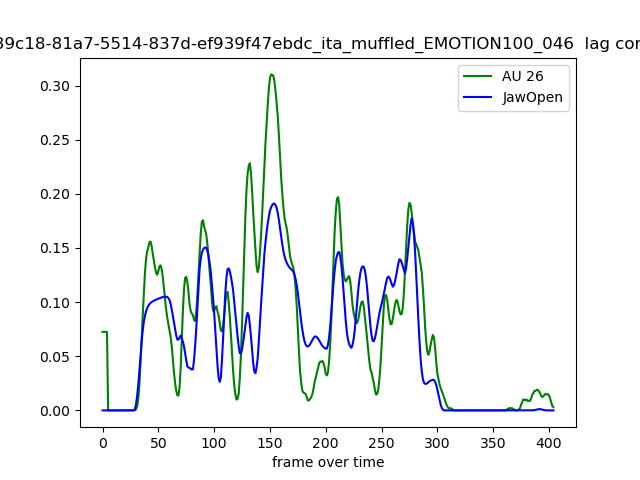 39c18-81a7-5514-837d-ef939f47ebdc_ita_muffled_EMOTION100_046 lag cor
AU 26
JawOpen
0.30
0.25
0.20
0.15
0.10
0.05
0.00
0 50 100 150 200 250 300 350 400
frame over time